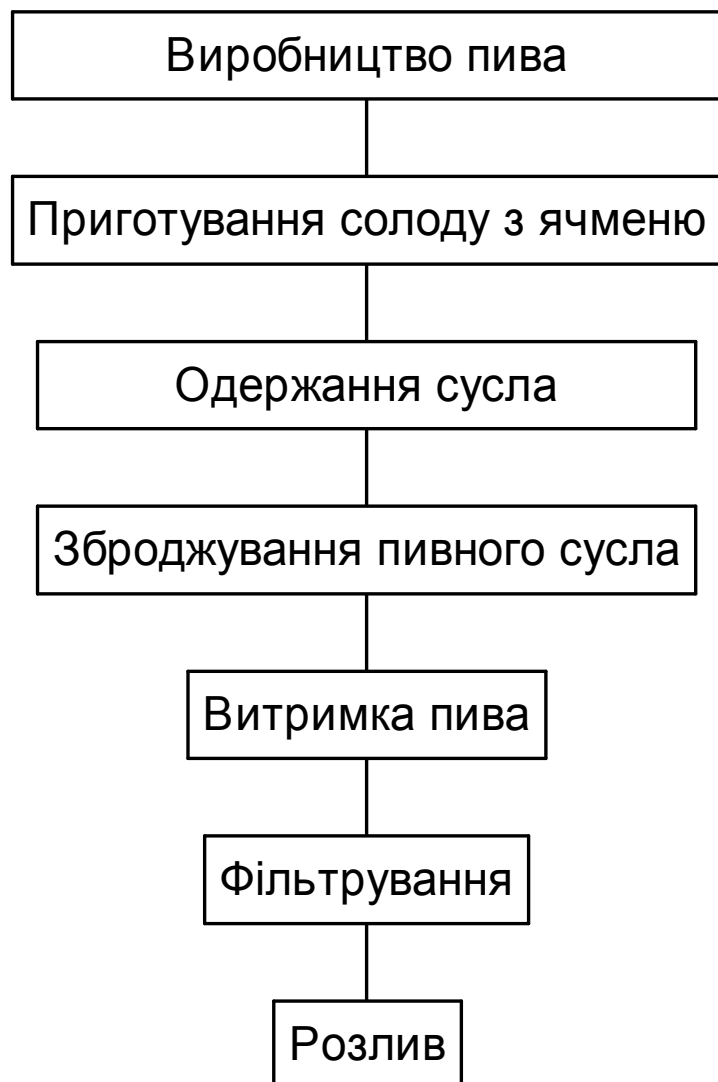 Виробництво пива
Приготування солоду з ячменю
Одержання сусла
Зброджування пивного сусла
Витримка пива
Фільтрування
Розлив